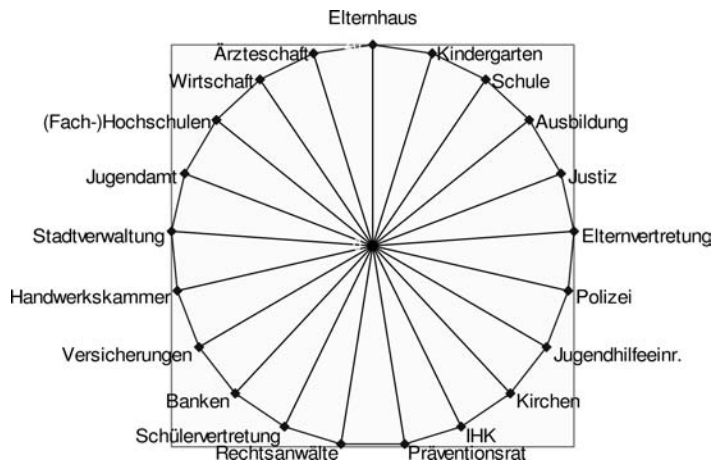 Elternhaus
Ärzteschaft
Kindergarten
Wirtschaft
Schule
(Fach-)Hochschulen
Ausbildung
Jugendamt
Justiz
Stadtverwaltung
Elternvertretung
Handwerkskammer
Polizei
Versicherungen
Jugendhilfeeinr.
Banken
Kirchen
Schülervertretung
IHK
Rechtsanwälte
Präventionsrat